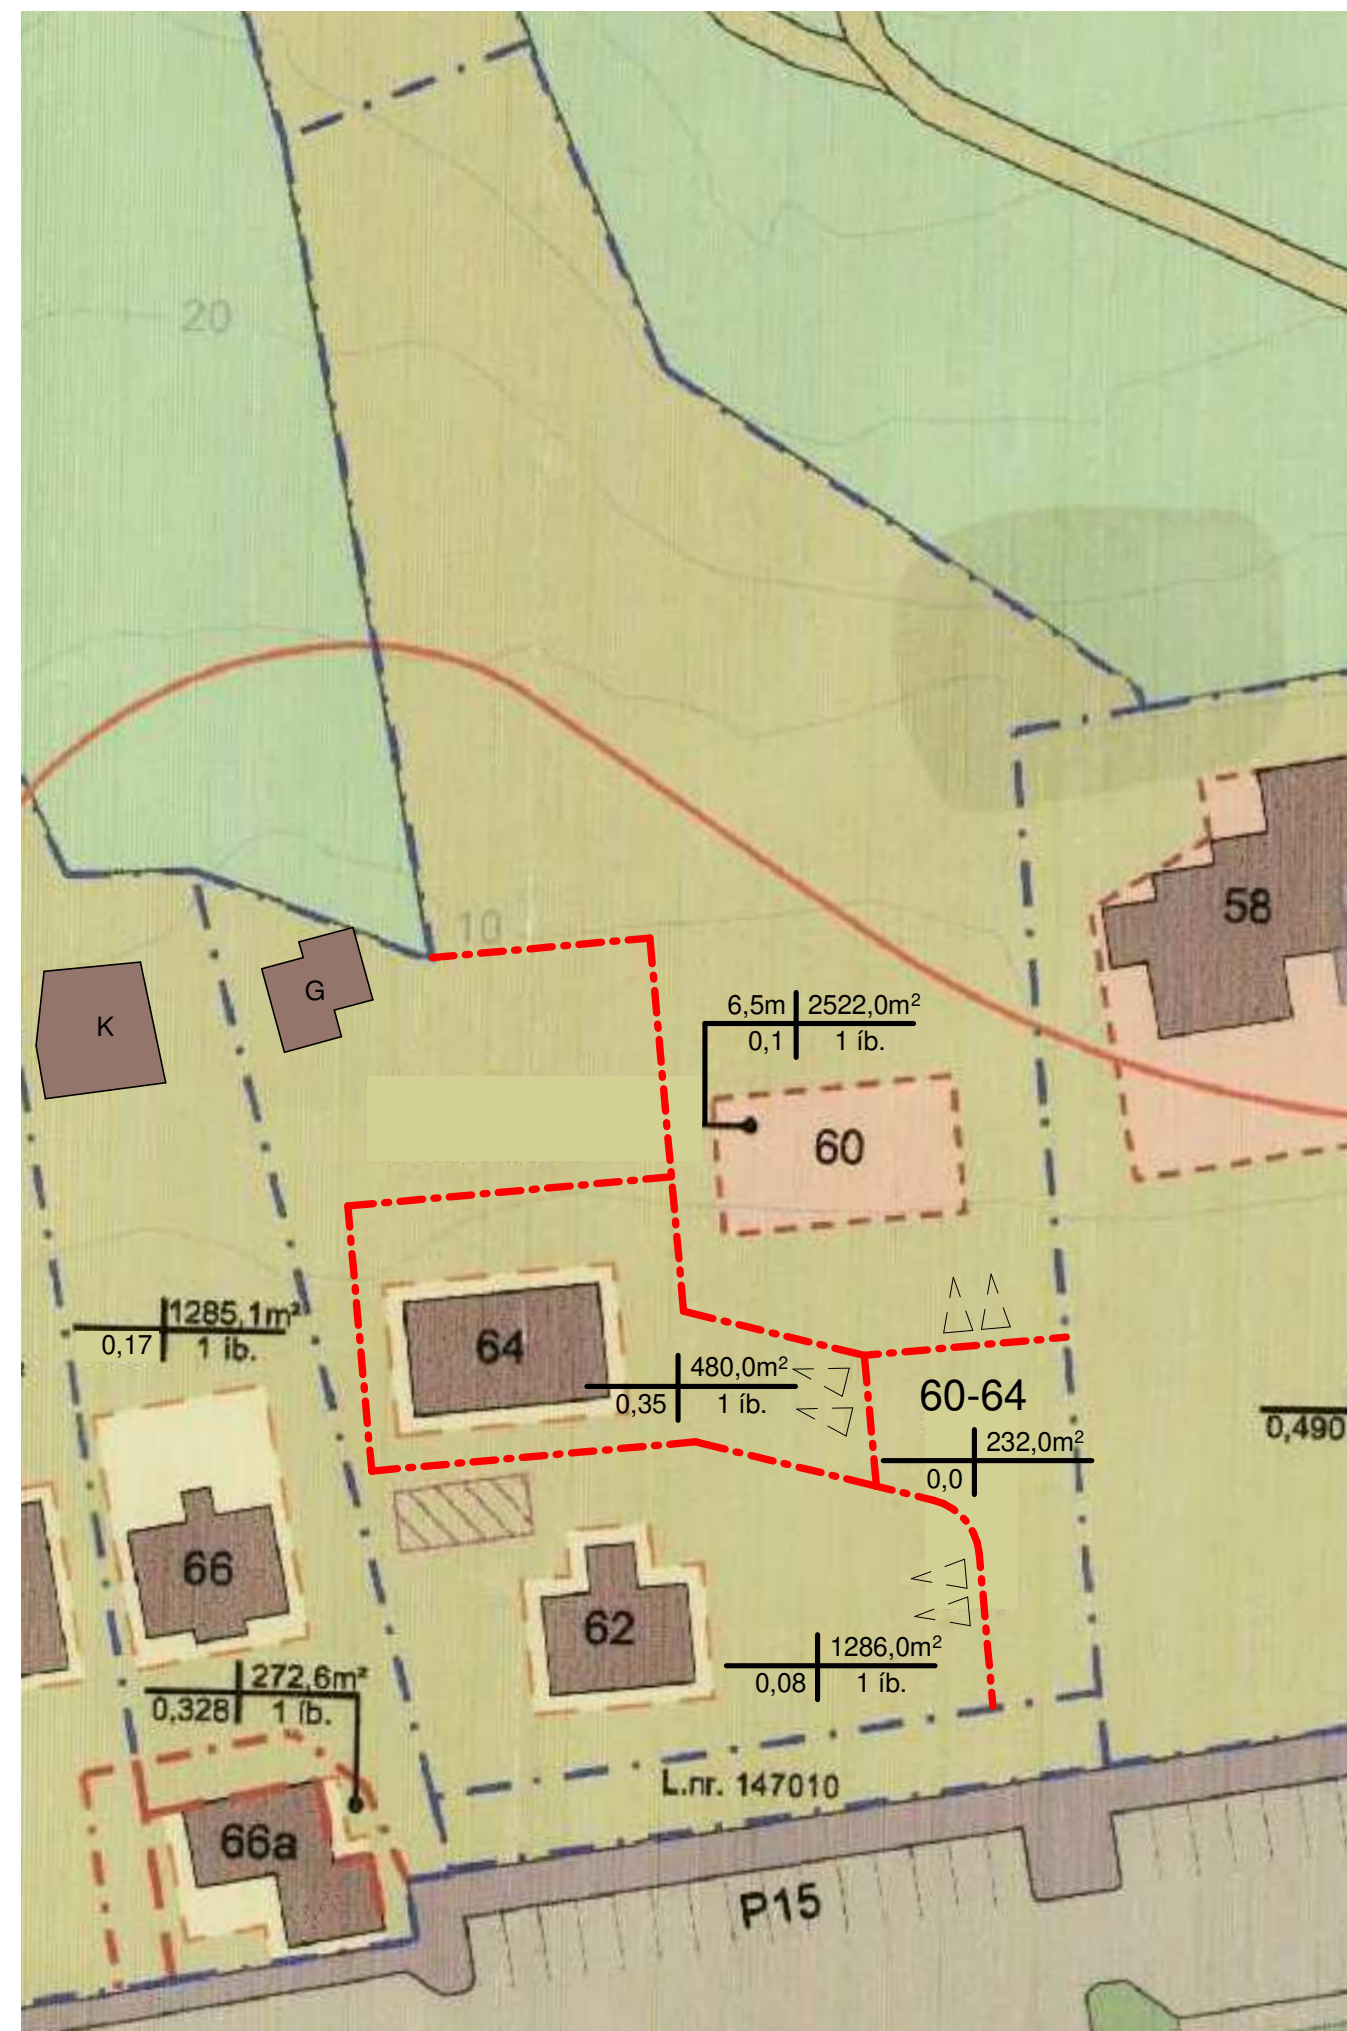 20
10
58
G
K
6,5m 2522,0m²
0,1 1 íb.
60
1285,1m²
0,17 1 íb.
64
480,0m²
0,35 1 íb.
60-64
232,0m²
0,0
0,490
66
62
1286,0m²
0,08 1 íb.
272,6m²
0,328 1 íb.
L.nr. 147010
66a
P15